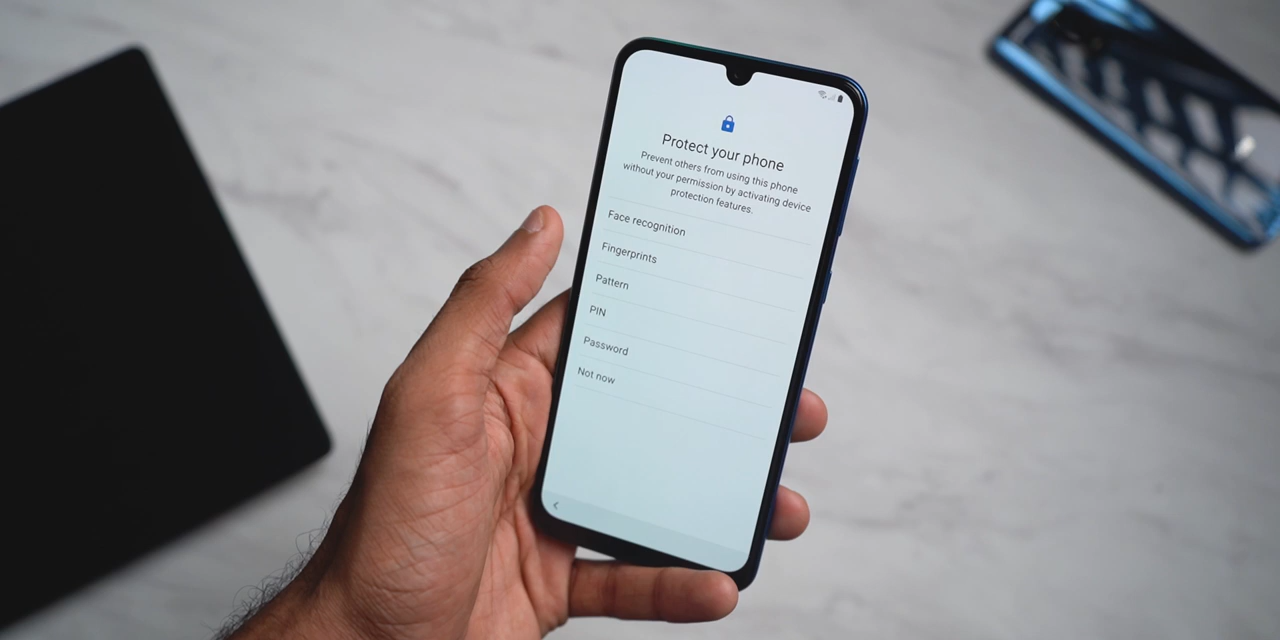 Protect your phone
Prevent others from using this phone
without your permission by activating device
protection features.
Face recognition
Fingerprints
Pattern
PIN
Password
Not now